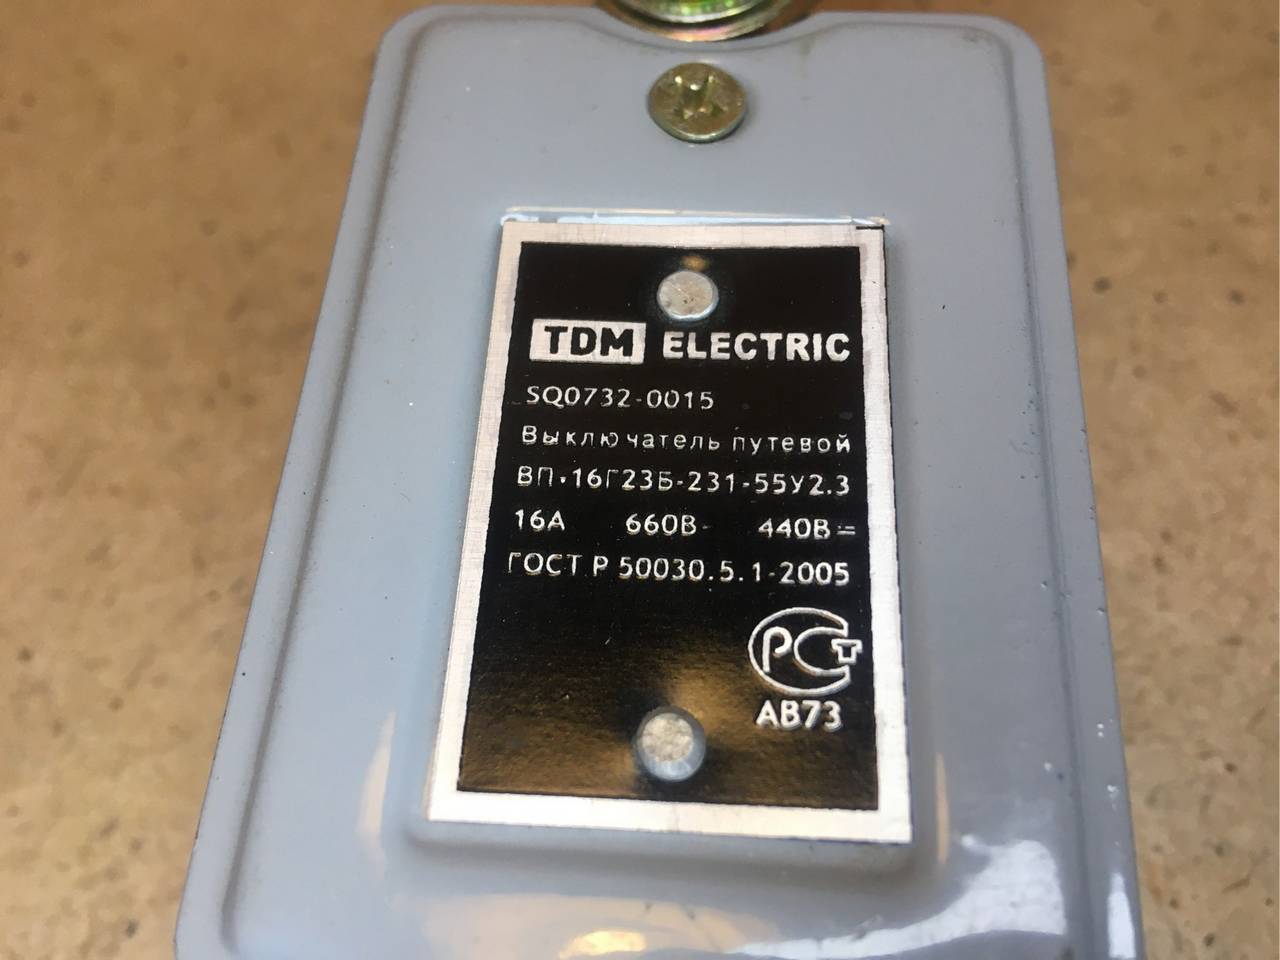 TDM ELECTRIC
SQ0732-0015
Выключатель путевой
ВП-16Г23Б-231-55У2.3
16А 660В~ 440В=
ГОСТ Р 50030.5.1-2005
РСТ
АВ73